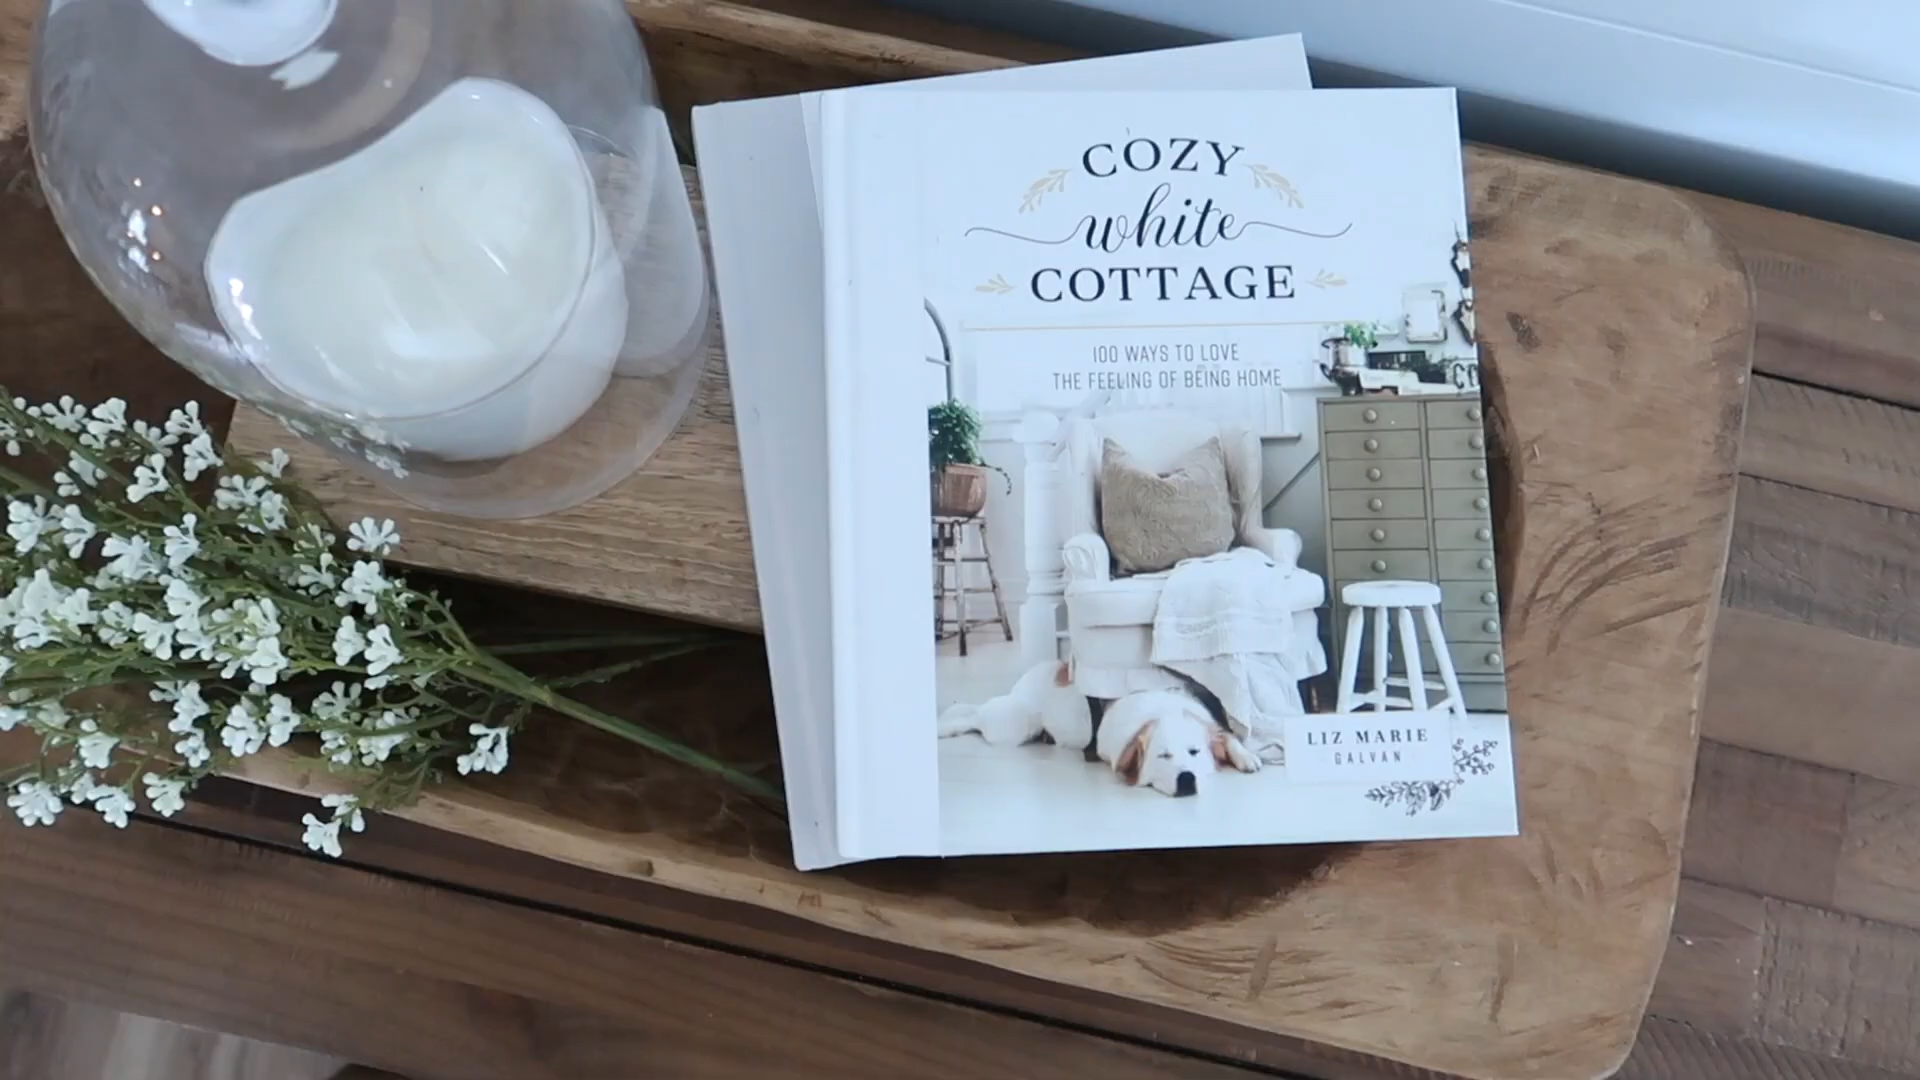 COZY
white
COTTAGE
100 WAYS TO LOVE
THE FEELING OF BEING HOME
LIZ MARIE
GALVAN